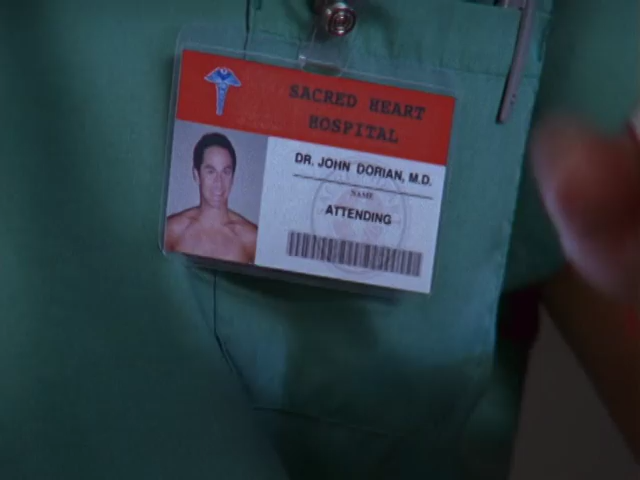 SACRED HEART
HOSPITAL
DR. JOHN DORIAN, M.D.
NAME
ATTENDING